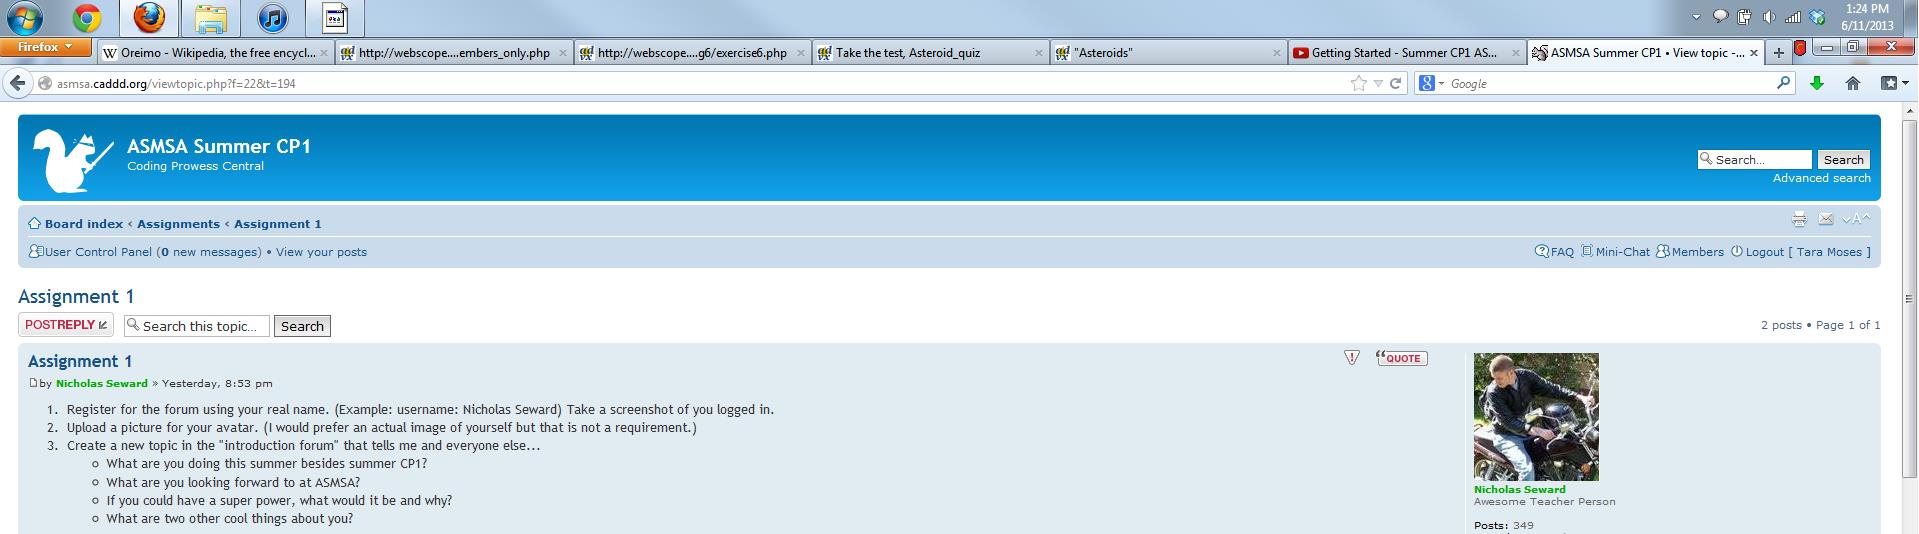 1:24 PM
6/11/2013
Firefox
Oreimo - Wikipedia, the free encycl...
http://webscope....embers_only.php
http://webscope....g6/exercise6.php
Take the test, Asteroid_quiz
"Asteroids"
Getting Started - Summer CP1 AS...
ASMSA Summer CP1 • View topic -...
asmsa.caddd.org/viewtopic.php?f=22&t=194
Google
ASMSA Summer CP1
Coding Prowess Central
Search...
Search
Advanced search
Board index ‹ Assignments ‹ Assignment 1
User Control Panel (0 new messages) • View your posts
FAQ Mini-Chat Members Logout [ Tara Moses ]
Assignment 1
POSTREPLY
Search this topic...
Search
2 posts • Page 1 of 1
Assignment 1
QUOTE
by Nicholas Seward » Yesterday, 8:53 pm
1. Register for the forum using your real name. (Example: username: Nicholas Seward) Take a screenshot of you logged in.
2. Upload a picture for your avatar. (I would prefer an actual image of yourself but that is not a requirement.)
3. Create a new topic in the "introduction forum" that tells me and everyone else...
What are you doing this summer besides summer CP1?
What are you looking forward to at ASMSA?
If you could have a super power, what would it be and why?
What are two other cool things about you?
Nicholas Seward
Awesome Teacher Person
Posts: 349